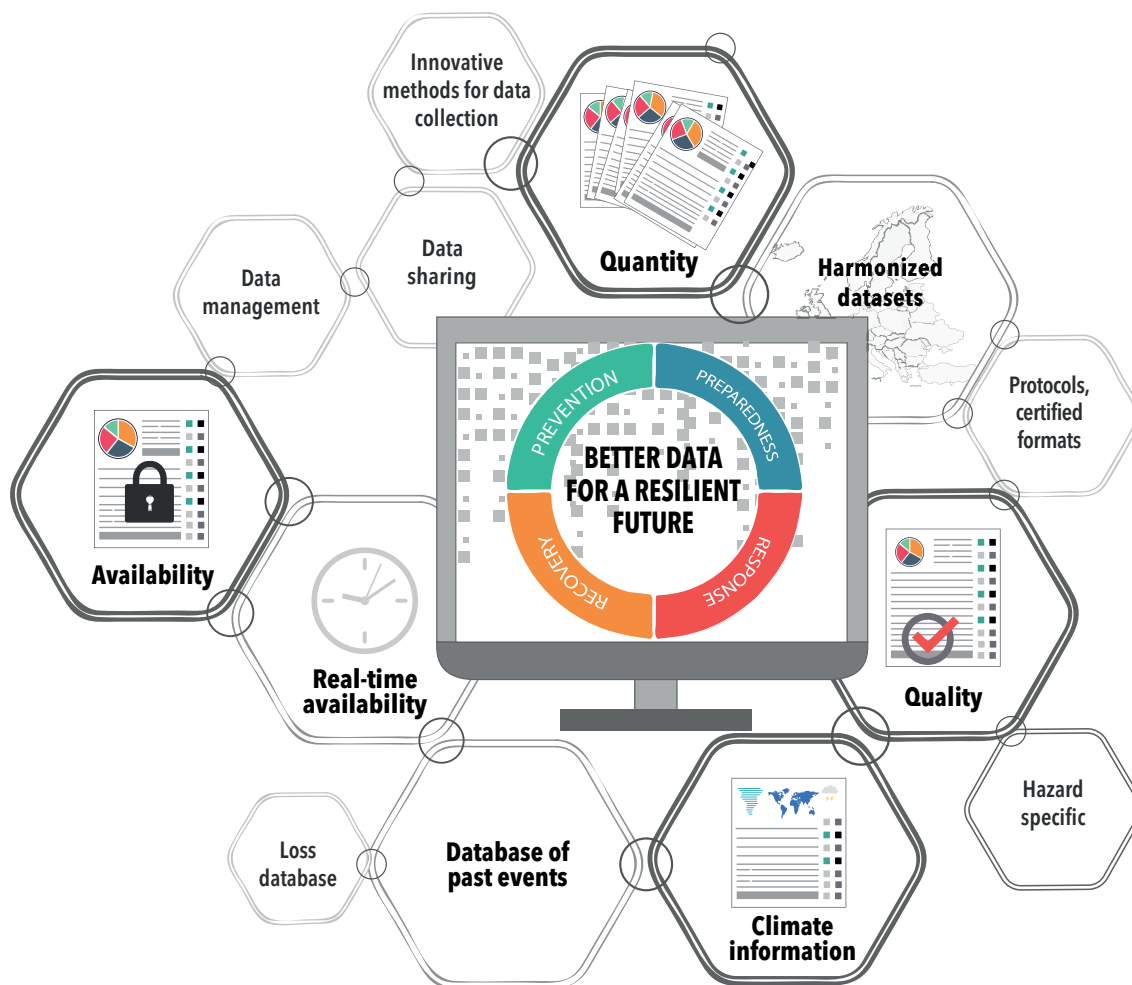 Innovative
methods for data
collection
Quantity
Data
sharing
Data
management
Harmonized
datasets
Protocols,
certified
formats
Availability
PREVENTION
PREPAREDNESS
BETTER DATA
FOR A RESILIENT
FUTURE
RECOVERY
RESPONSE
Real-time
availability
Quality
Hazard
specific
Loss
database
Database of
past events
Climate
information